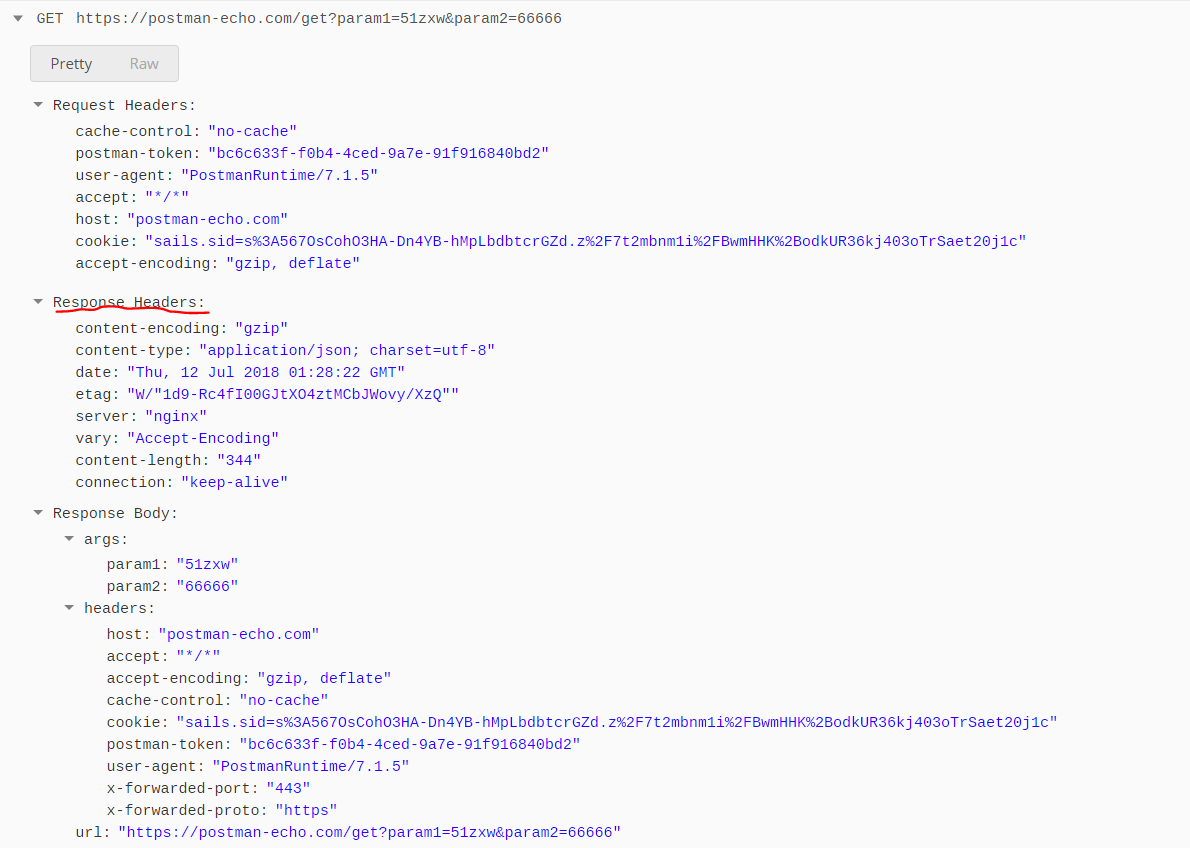 GET https://postman-echo.com/get?param1=51zxw&param2=66666
Pretty Raw
Request Headers:
cache-control: "no-cache"
postman-token: "bc6c633f-f0b4-4ced-9a7e-91f916840bd2"
user-agent: "PostmanRuntime/7.1.5"
accept: "*/*"
host: "postman-echo.com"
cookie: "sails.sid=s%3A567OsCohO3HA-Dn4YB-hMpLbdbtcrGZd.z%2F7t2mbnm1i%2FBwmHHK%2BodkUR36kj403oTrSaet20j1c"
accept-encoding: "gzip, deflate"
Response Headers:
content-encoding: "gzip"
content-type: "application/json; charset=utf-8"
date: "Thu, 12 Jul 2018 01:28:22 GMT"
etag: "W/"1d9-Rc4fI00GJtXO4ztMCbJWovy/XzQ""
server: "nginx"
vary: "Accept-Encoding"
content-length: "344"
connection: "keep-alive"
Response Body:
args:
param1: "51zxw"
param2: "66666"
headers:
host: "postman-echo.com"
accept: "*/*"
accept-encoding: "gzip, deflate"
cache-control: "no-cache"
cookie: "sails.sid=s%3A567OsCohO3HA-Dn4YB-hMpLbdbtcrGZd.z%2F7t2mbnm1i%2FBwmHHK%2BodkUR36kj403oTrSaet20j1c"
postman-token: "bc6c633f-f0b4-4ced-9a7e-91f916840bd2"
user-agent: "PostmanRuntime/7.1.5"
x-forwarded-port: "443"
x-forwarded-proto: "https"
url: "https://postman-echo.com/get?param1=51zxw&param2=66666"